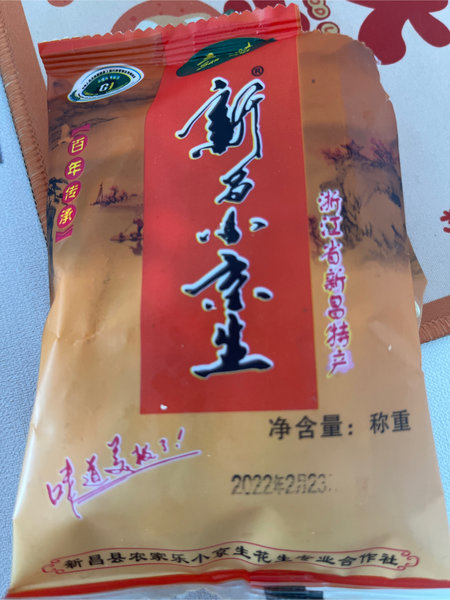 GI
®
【百年传承】
新昌小京生
浙江省新昌特产
净含量：称重
味道美极了！
2022年2月23
新昌县农家乐小京生花生专业合作社